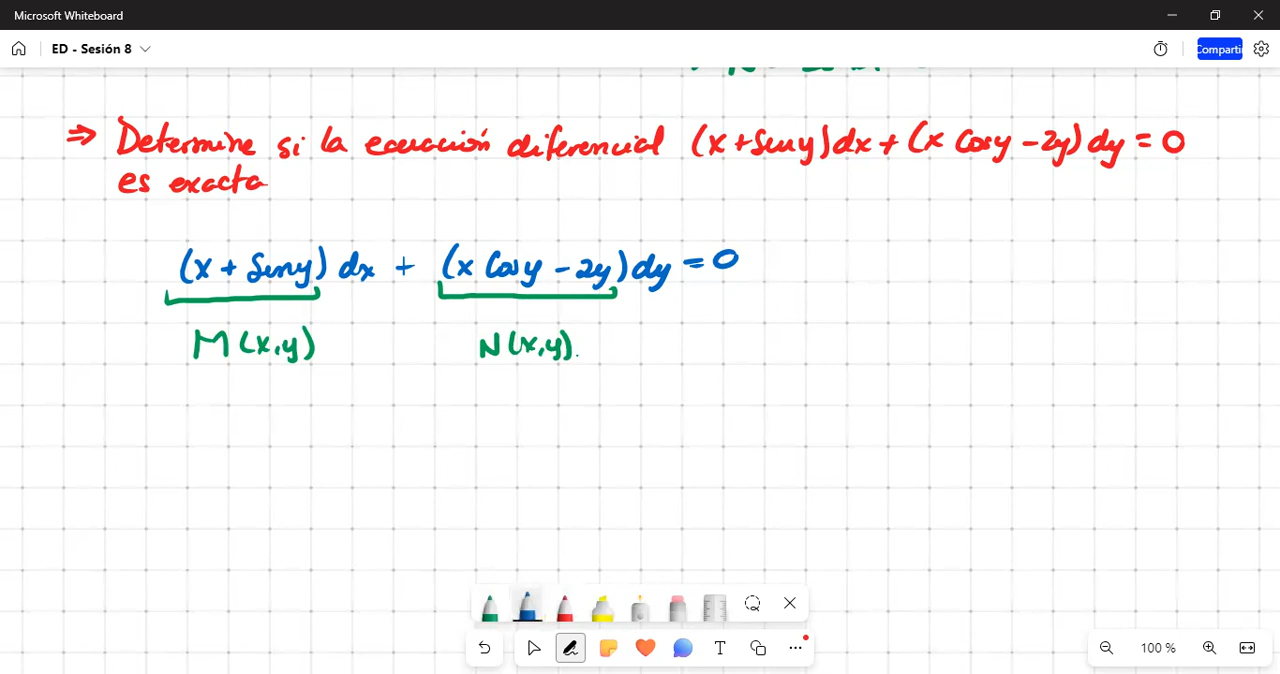 Microsoft Whiteboard
ED - Sesión 8
Compartir
⇒ Determine si la ecuación diferencial (x + Seny)dx + (x Cosy - 2y) dy = 0
es exacta
(x + Seny) dx + (x Cosy - 2y) dy = 0
M (x,y) N (x,y).
100 %